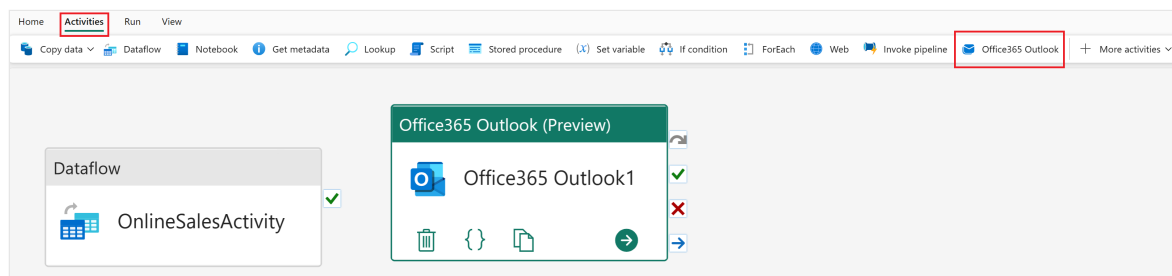 Home Activities Run View
Copy data Dataflow Notebook Get metadata Lookup Script Stored procedure (x) Set variable If condition ForEach Web Invoke pipeline Office365 Outlook + More activities
Office365 Outlook (Preview)
Office365 Outlook1
{}
Dataflow
OnlineSalesActivity